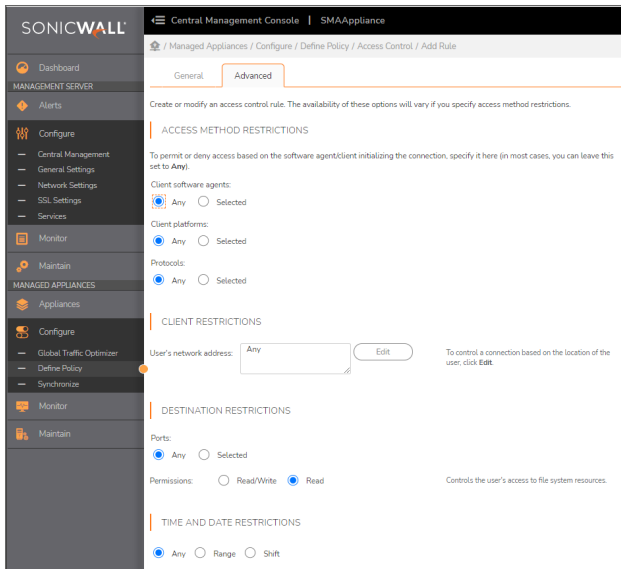 SONICWALL
Central Management Console | SMAAppliance
/ Managed Appliances / Configure / Define Policy / Access Control / Add Rule
Dashboard
MANAGEMENT SERVER
Alerts
Configure
Central Management
General Settings
Network Settings
SSL Settings
Services
Monitor
Maintain
MANAGED APPLIANCES
Appliances
Configure
Global Traffic Optimizer
Define Policy
Synchronize
Monitor
Maintain
General Advanced
Create or modify an access control rule. The availability of these options will vary if you specify access method restrictions.
ACCESS METHOD RESTRICTIONS
To permit or deny access based on the software agent/client initializing the connection, specify it here (in most cases, you can leave this
set to Any).
Client software agents:
Any Selected
Client platforms:
Any Selected
Protocols:
Any Selected
CLIENT RESTRICTIONS
User's network address: Any Edit To control a connection based on the location of the
user, click Edit.
DESTINATION RESTRICTIONS
Ports:
Any Selected
Permissions: Read/Write Read Controls the user's access to file system resources.
TIME AND DATE RESTRICTIONS
Any Range Shift